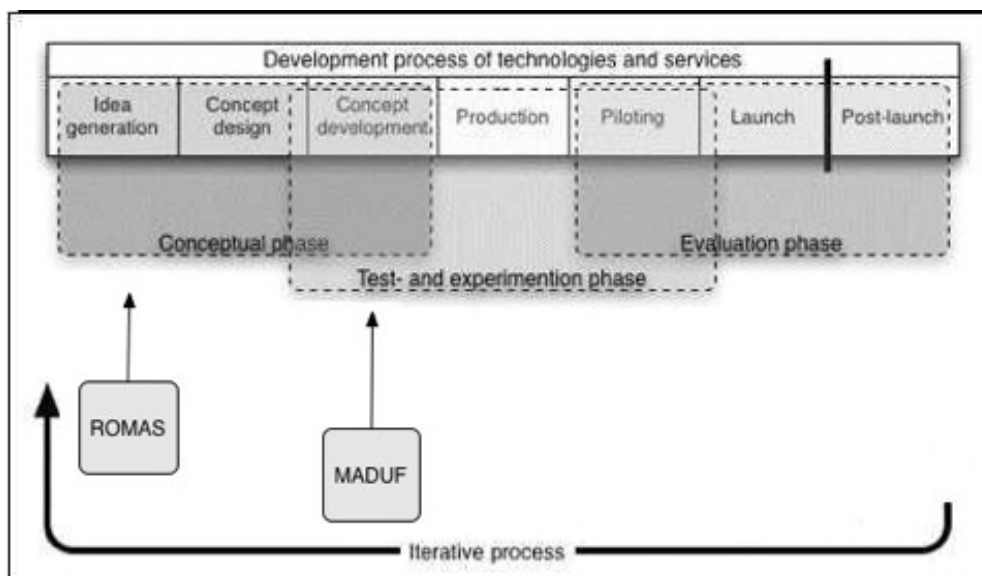 Development process of technologies and services
Idea
generation
Concept
design
Concept
development
Production
Piloting
Launch
Post-launch
Conceptual phase
Evaluation phase
Test- and experimention phase
ROMAS
MADUF
Iterative process